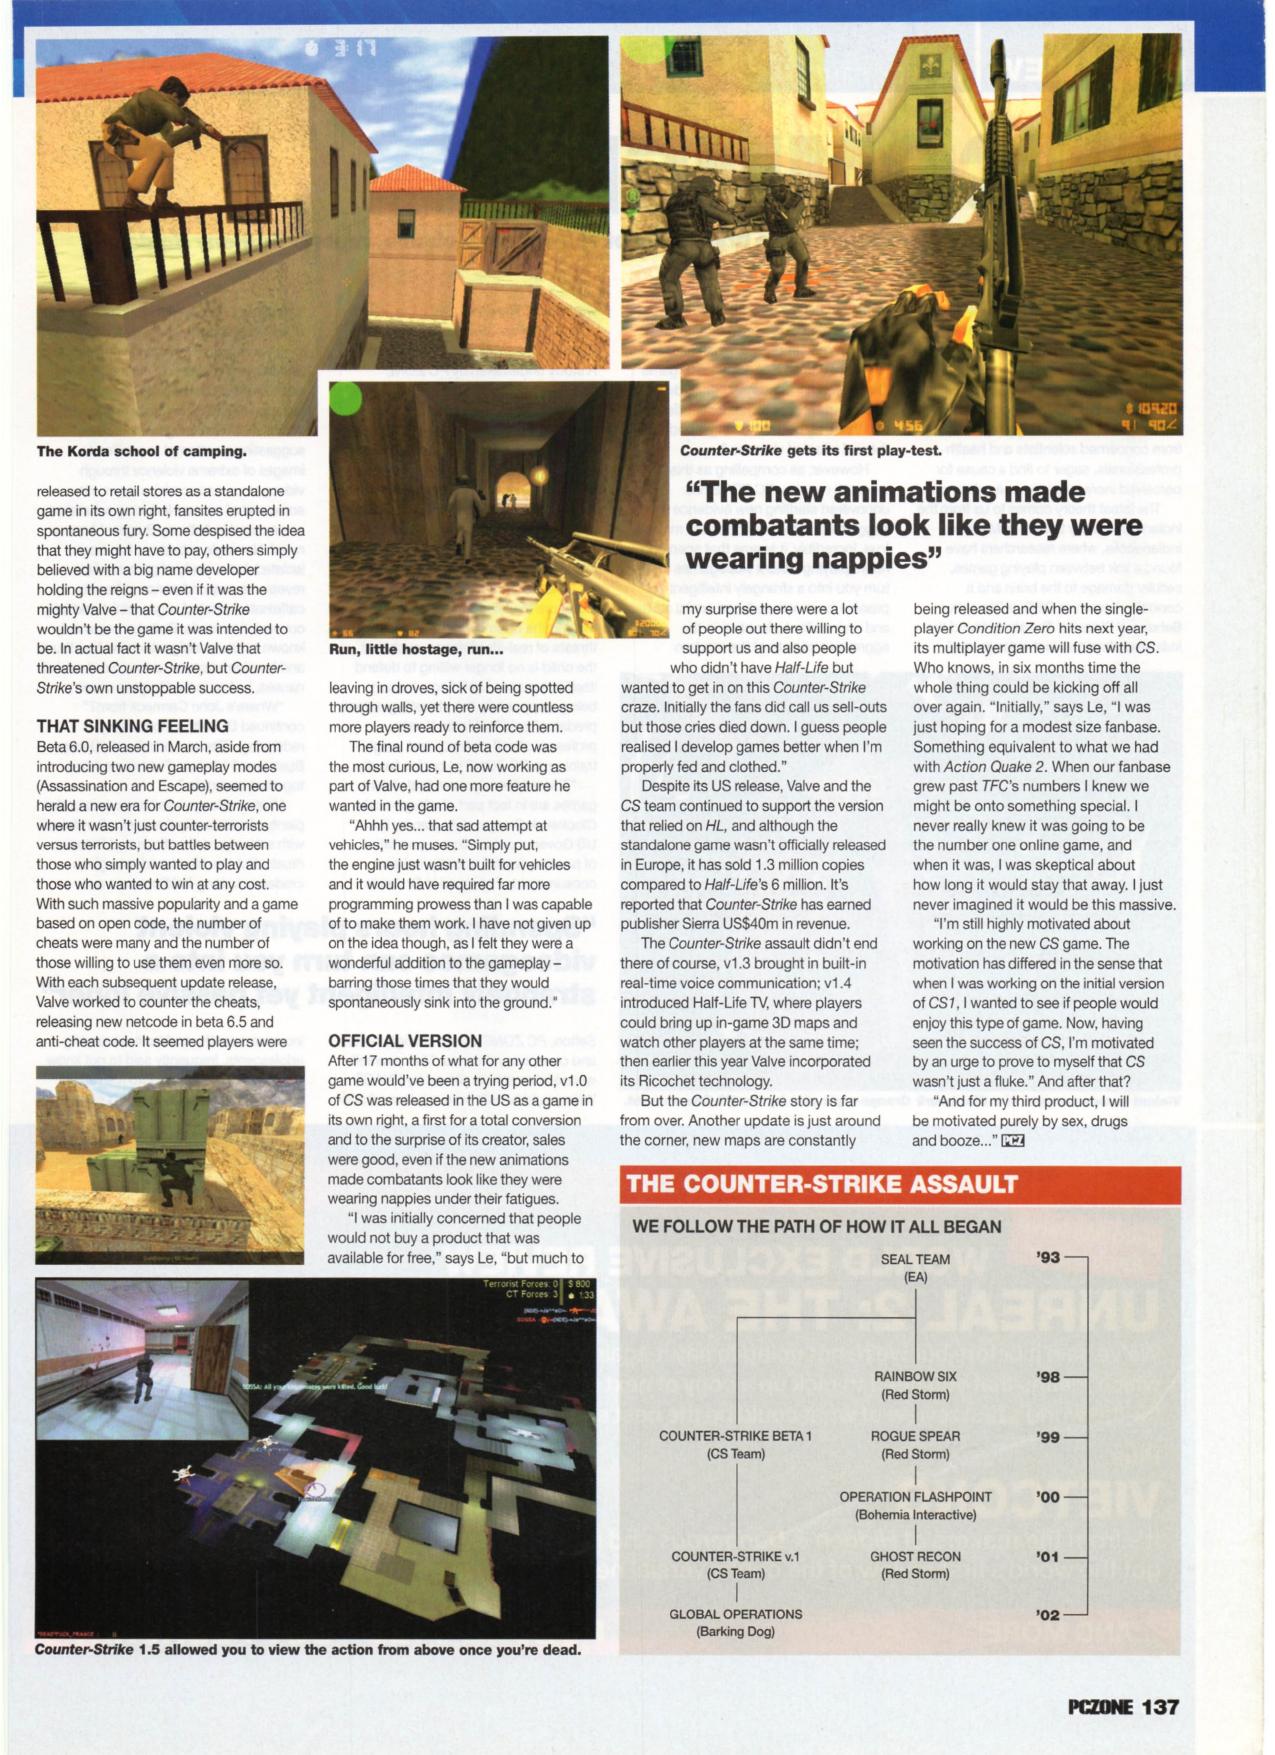 The Korda school of camping.
Counter-Strike gets its first play-test.
Run, little hostage, run...
"The new animations made
combatants look like they were
wearing nappies"
released to retail stores as a standalone
game in its own right, fansites erupted in
spontaneous fury. Some despised the idea
that they might have to pay, others simply
believed with a big name developer
holding the reigns – even if it was the
mighty Valve – that Counter-Strike
wouldn't be the game it was intended to
be. In actual fact it wasn't Valve that
threatened Counter-Strike, but Counter
Strike's own unstoppable success.
THAT SINKING FEELING
Beta 6.0, released in March, aside from
introducing two new gameplay modes
(Assassination and Escape), seemed to
herald a new era for Counter-Strike, one
where it wasn't just counter-terrorists
versus terrorists, but battles between
those who simply wanted to play and
those who wanted to win at any cost.
With such massive popularity and a game
based on open code, the number of
cheats were many and the number of
those willing to use them even more so.
With each subsequent update release,
Valve worked to counter the cheats,
releasing new netcode in beta 6.5 and
anti-cheat code. It seemed players were
leaving in droves, sick of being spotted
through walls, yet there were countless
more players ready to reinforce them.
The final round of beta code was
the most curious, Le, now working as
part of Valve, had one more feature he
wanted in the game.
"Ahhh yes... that sad attempt at
vehicles," he muses. "Simply put,
the engine just wasn't built for vehicles
and it would have required far more
programming prowess than I was capable
of to make them work. I have not given up
on the idea though, as I felt they were a
wonderful addition to the gameplay –
barring those times that they would
spontaneously sink into the ground."
OFFICIAL VERSION
After 17 months of what for any other
game would've been a trying period, v1.0
of CS was released in the US as a game in
its own right, a first for a total conversion
and to the surprise of its creator, sales
were good, even if the new animations
made combatants look like they were
wearing nappies under their fatigues.
"I was initially concerned that people
would not buy a product that was
available for free," says Le, "but much to
my surprise there were a lot
of people out there willing to
support us and also people
who didn't have Half-Life but
wanted to get in on this Counter-Strike
craze. Initially the fans did call us sell-outs
but those cries died down. I guess people
realised I develop games better when I'm
properly fed and clothed."
Despite its US release, Valve and the
CS team continued to support the version
that relied on HL, and although the
standalone game wasn't officially released
in Europe, it has sold 1.3 million copies
compared to Half-Life's 6 million. It's
reported that Counter-Strike has earned
publisher Sierra US$40m in revenue.
The Counter-Strike assault didn't end
there of course, v1.3 brought in built-in
real-time voice communication; v1.4
introduced Half-Life TV, where players
could bring up in-game 3D maps and
watch other players at the same time;
then earlier this year Valve incorporated
its Ricochet technology.
But the Counter-Strike story is far
from over. Another update is just around
the corner, new maps are constantly
being released and when the single-
player Condition Zero hits next year,
its multiplayer game will fuse with CS.
Who knows, in six months time the
whole thing could be kicking off all
over again. "Initially," says Le, "I was
just hoping for a modest size fanbase.
Something equivalent to what we had
with Action Quake 2. When our fanbase
grew past TFC's numbers I knew we
might be onto something special. I
never really knew it was going to be
the number one online game, and
when it was, I was skeptical about
how long it would stay that away. I just
never imagined it would be this massive.
"I'm still highly motivated about
working on the new CS game. The
motivation has differed in the sense that
when I was working on the initial version
of CS1, I wanted to see if people would
enjoy this type of game. Now, having
seen the success of CS, I'm motivated
by an urge to prove to myself that CS
wasn't just a fluke." And after that?
"And for my third product, I will
be motivated purely by sex, drugs
and booze..." PCZ
Terrorist Forces: 0 $ 800
CT Forces: 3 1:33
Counter-Strike 1.5 allowed you to view the action from above once you're dead.
THE COUNTER-STRIKE ASSAULT
WE FOLLOW THE PATH OF HOW IT ALL BEGAN
SEAL TEAM '93
(EA)
RAINBOW SIX '98
(Red Storm)
COUNTER-STRIKE BETA 1 ROGUE SPEAR '99
(CS Team) (Red Storm)
OPERATION FLASHPOINT '00
(Bohemia Interactive)
COUNTER-STRIKE v.1 GHOST RECON '01
(CS Team) (Red Storm)
GLOBAL OPERATIONS '02
(Barking Dog)
PCZONE 137